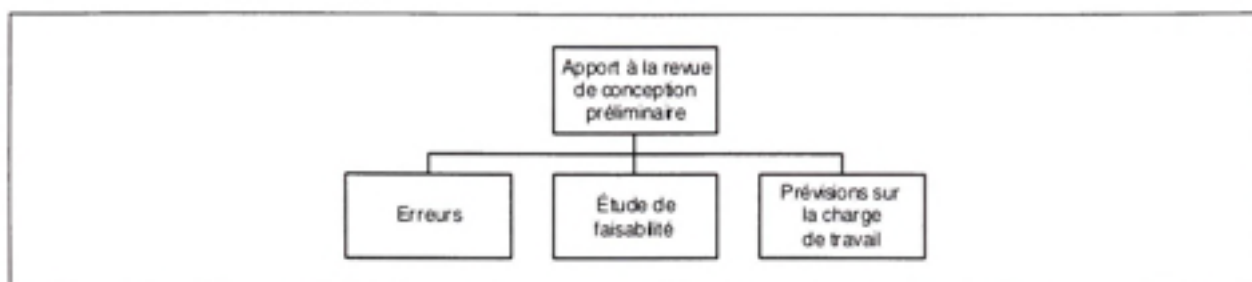 Apport à la revue
de conception
préliminaire
Erreurs
Étude de
faisabilité
Prévisions sur
la charge
de travail